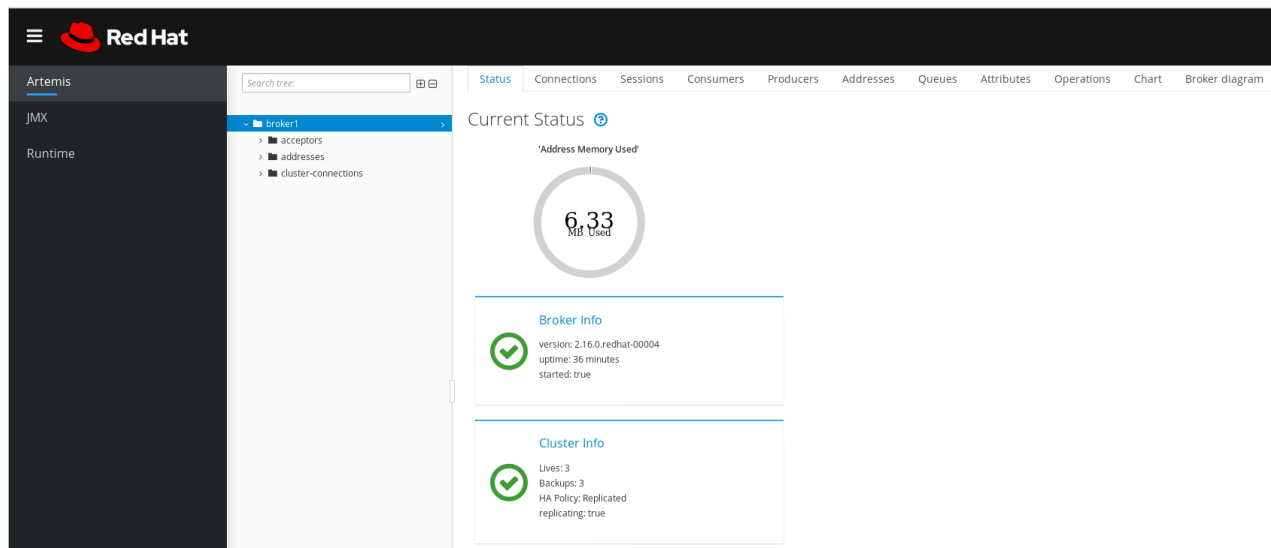 Red Hat
Artemis
JMX
Runtime
Search tree:
broker1
acceptors
addresses
cluster-connections
Status Connections Sessions Consumers Producers Addresses Queues Attributes Operations Chart Broker diagram
Current Status
'Address Memory Used'
6.33
MB Used
Broker Info
version: 2.16.0.redhat-00004
uptime: 36 minutes
started: true
Cluster Info
Lives: 3
Backups: 3
HA Policy: Replicated
replicating: true